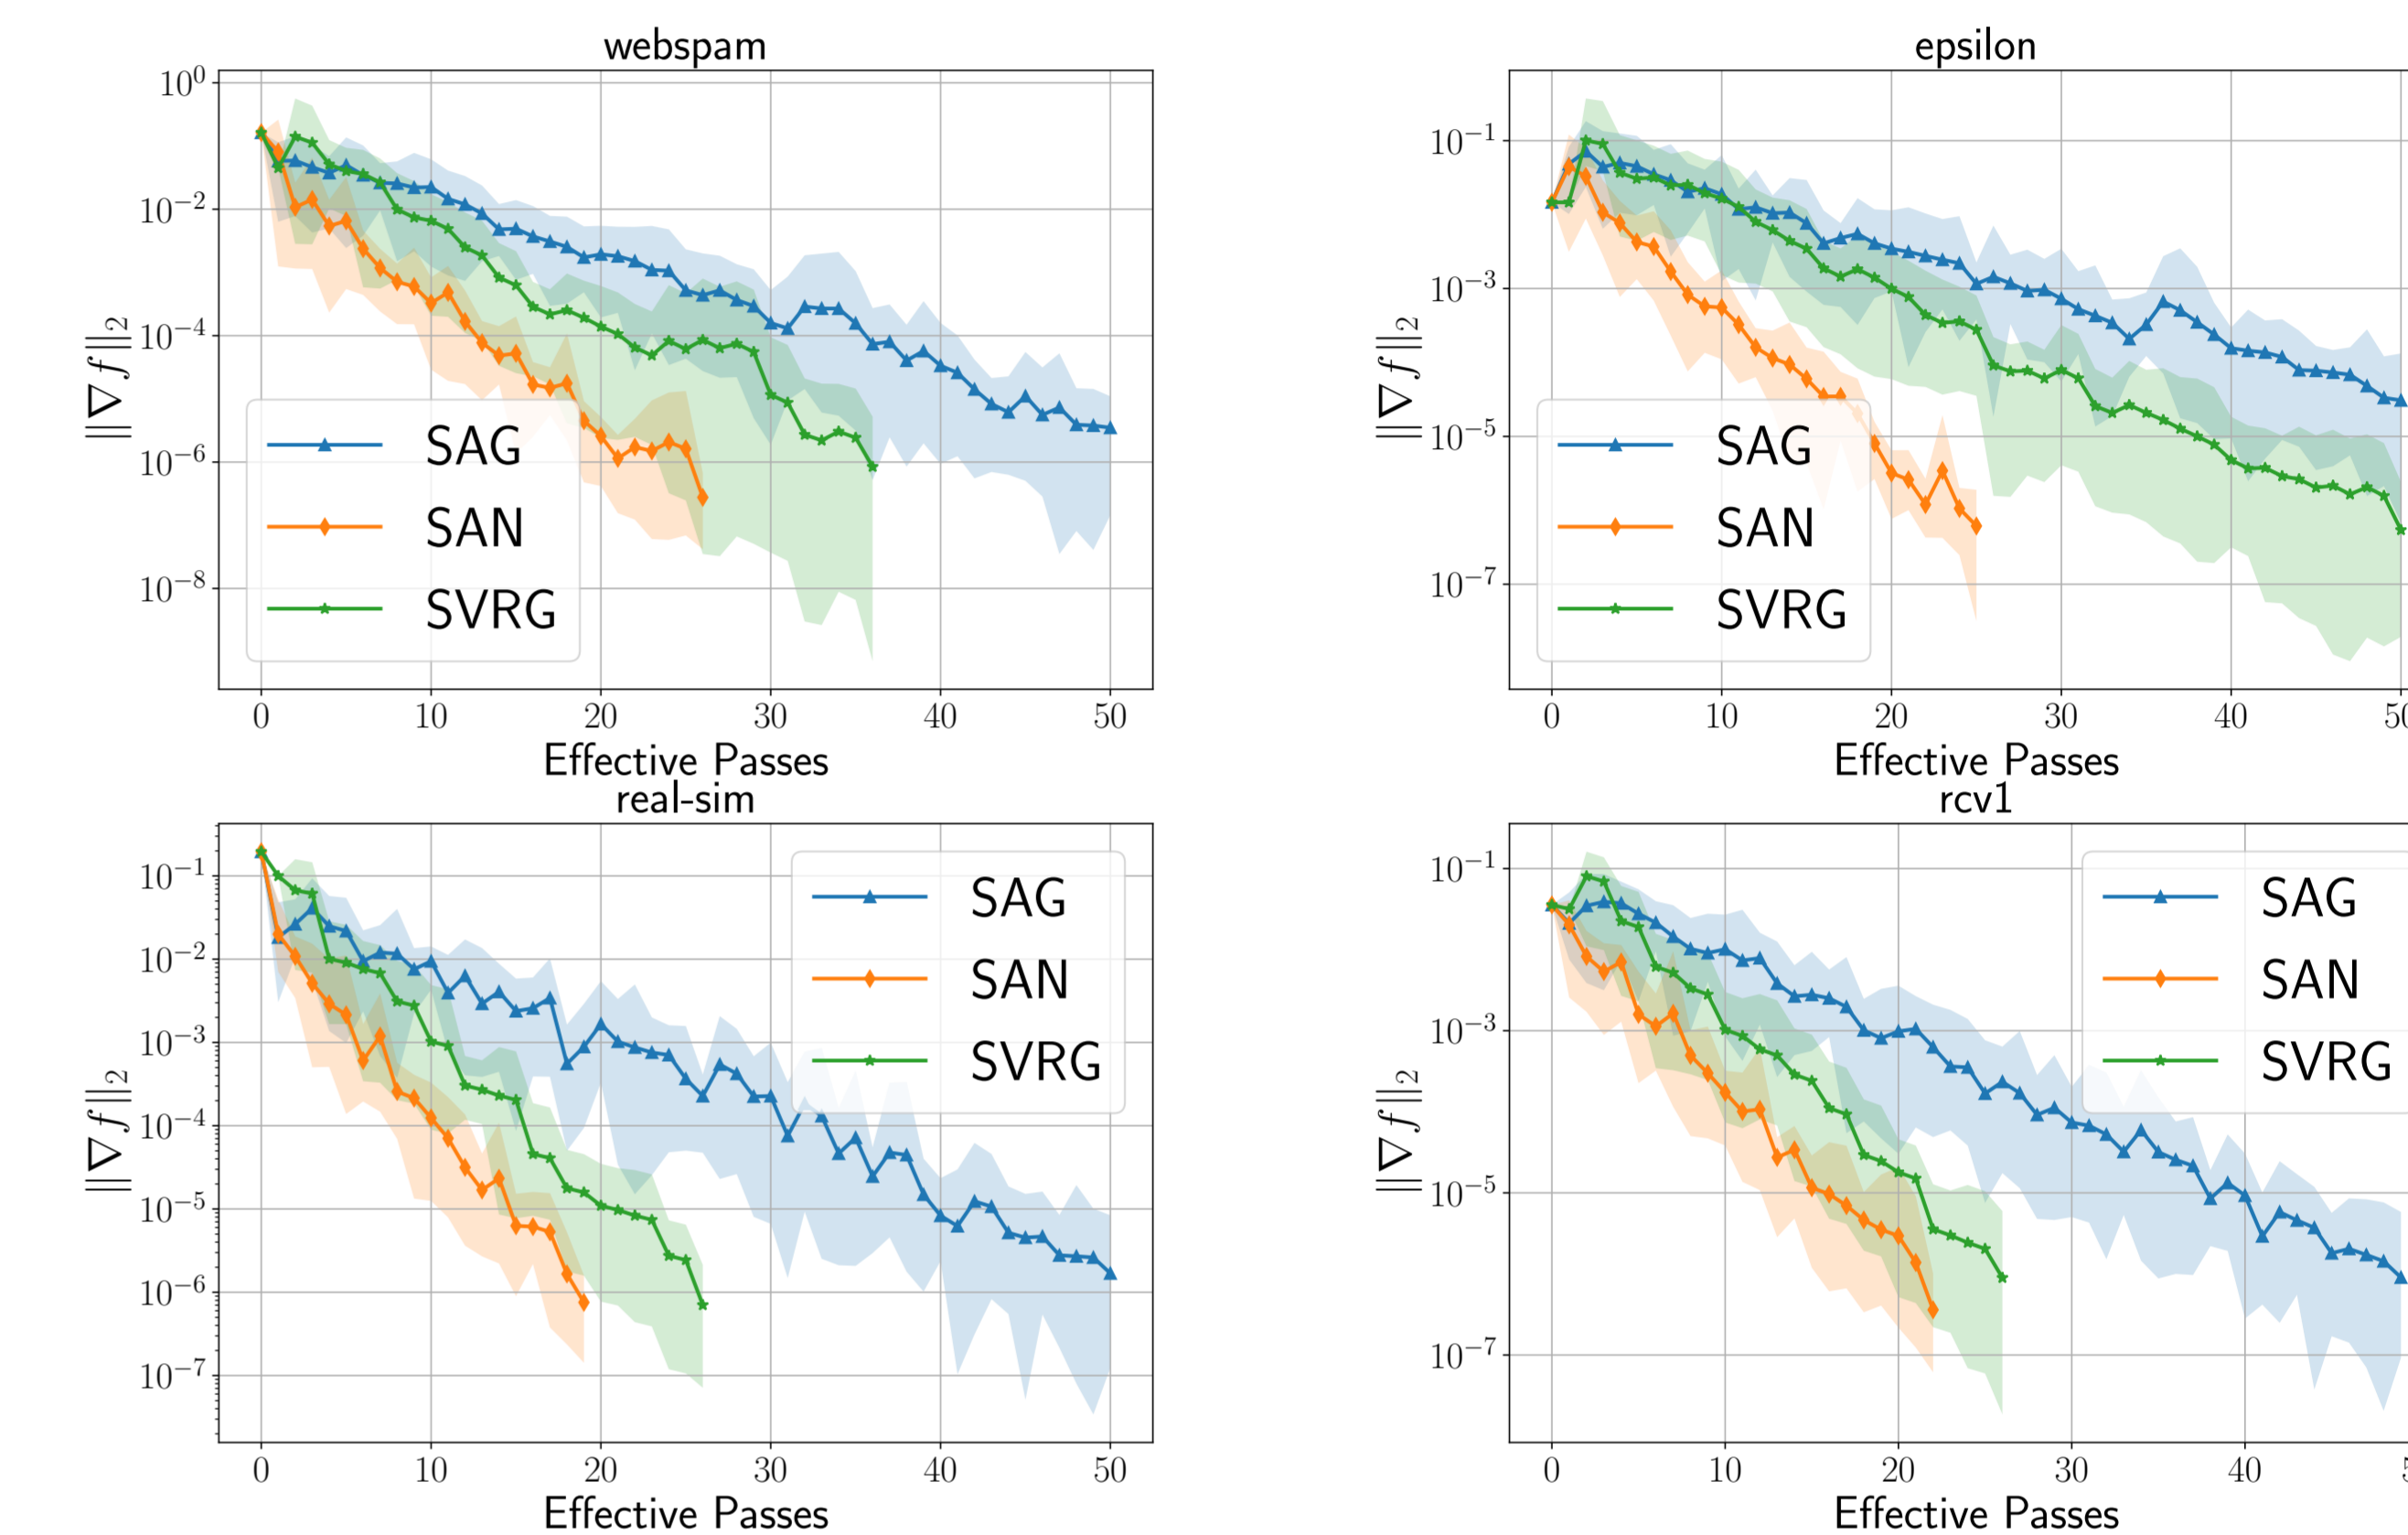 webspam
10⁰
10⁻²
10⁻⁴
10⁻⁶
10⁻⁸
‖∇f‖₂
SAG
SAN
SVRG
0 10 20 30 40 50
Effective Passes
epsilon
10⁻¹
10⁻³
10⁻⁵
10⁻⁷
‖∇f‖₂
SAG
SAN
SVRG
0 10 20 30 40 50
Effective Passes
real-sim
10⁻¹
10⁻²
10⁻³
10⁻⁴
10⁻⁵
10⁻⁶
10⁻⁷
‖∇f‖₂
SAG
SAN
SVRG
0 10 20 30 40 50
Effective Passes
rcv1
10⁻¹
10⁻³
10⁻⁵
10⁻⁷
‖∇f‖₂
SAG
SAN
SVRG
0 10 20 30 40
Effective Passes